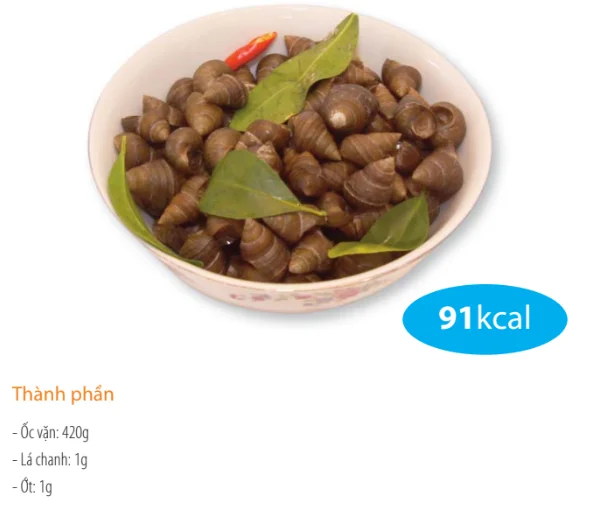 91kcal
Thành phần
- Ốc vặn: 420g
- Lá chanh: 1g
- Ớt: 1g